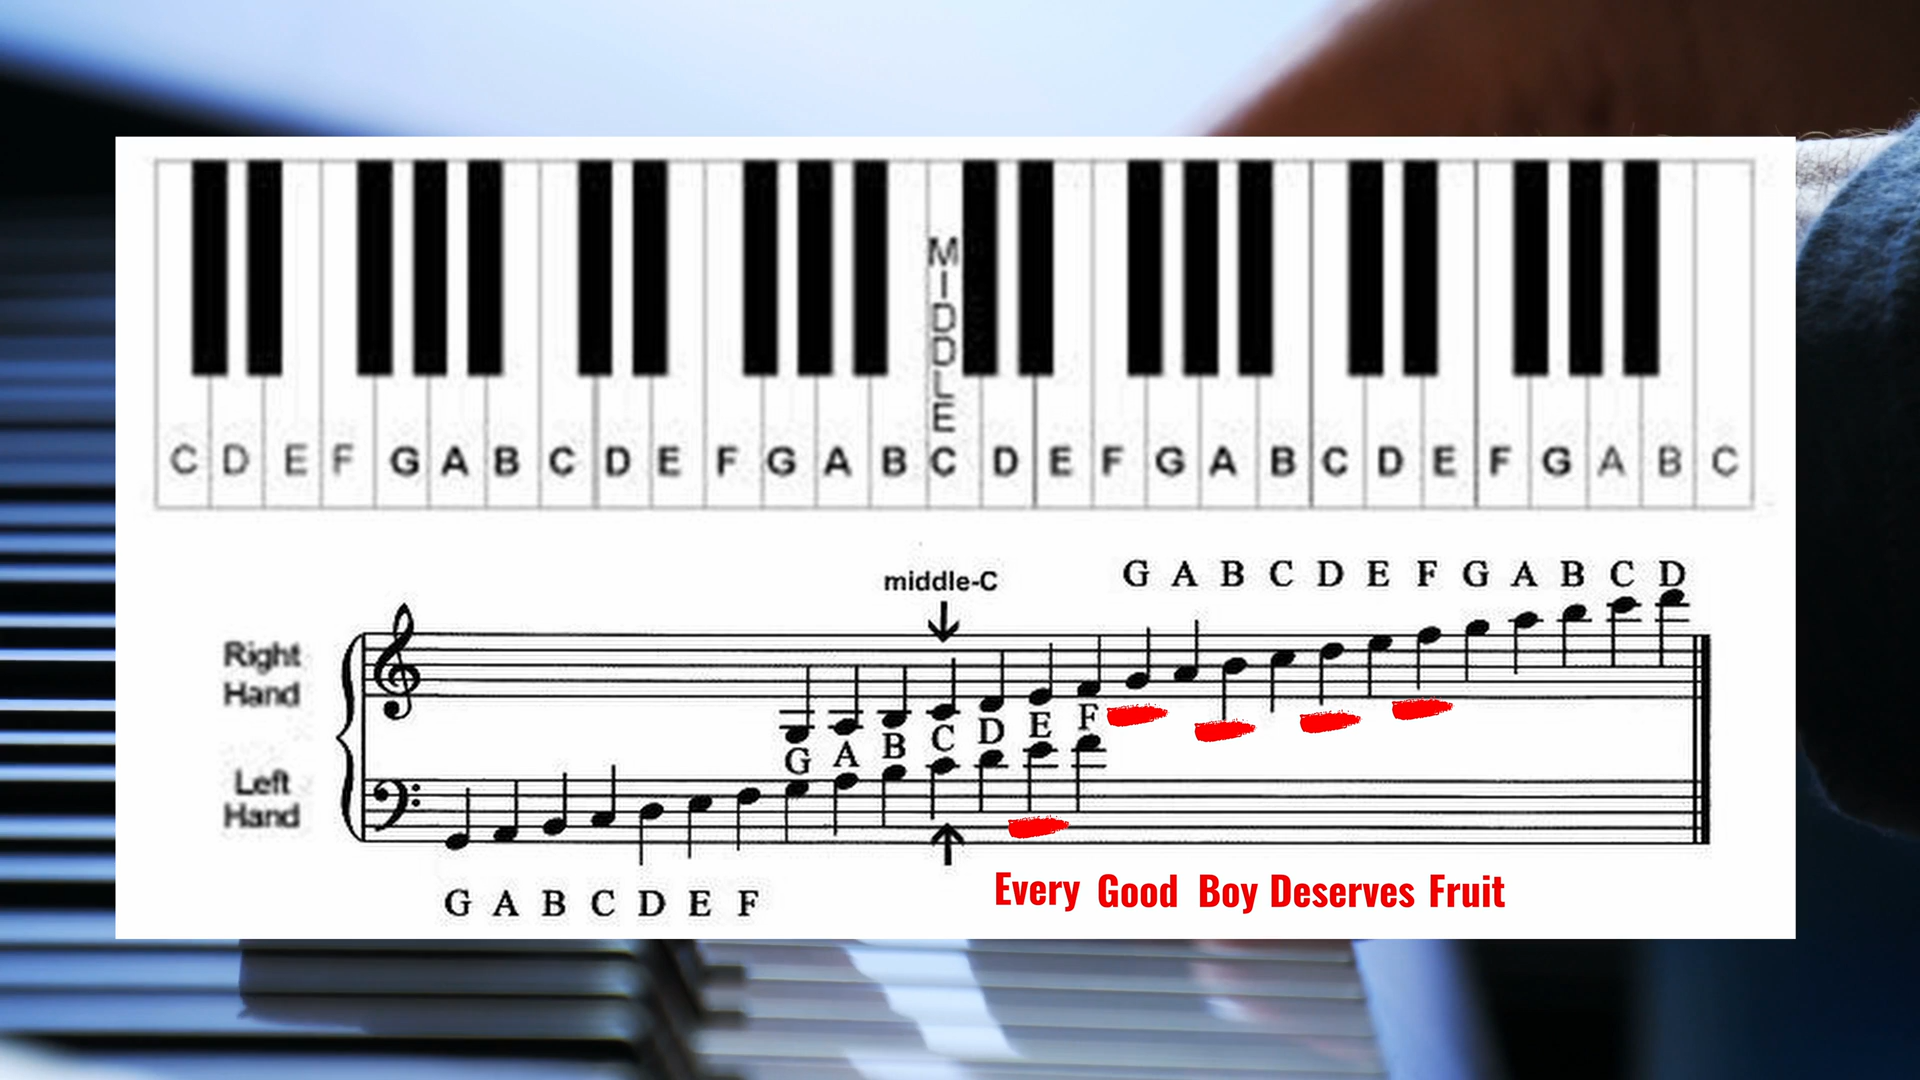 MIDDLE
C D E F G A B C D E F G A B C D E F G A B C D E F G A B C
middle-C
G A B C D E F G A B C D
Right
Hand
G A B C D E F
Left
Hand
G A B C D E F
Every Good Boy Deserves Fruit